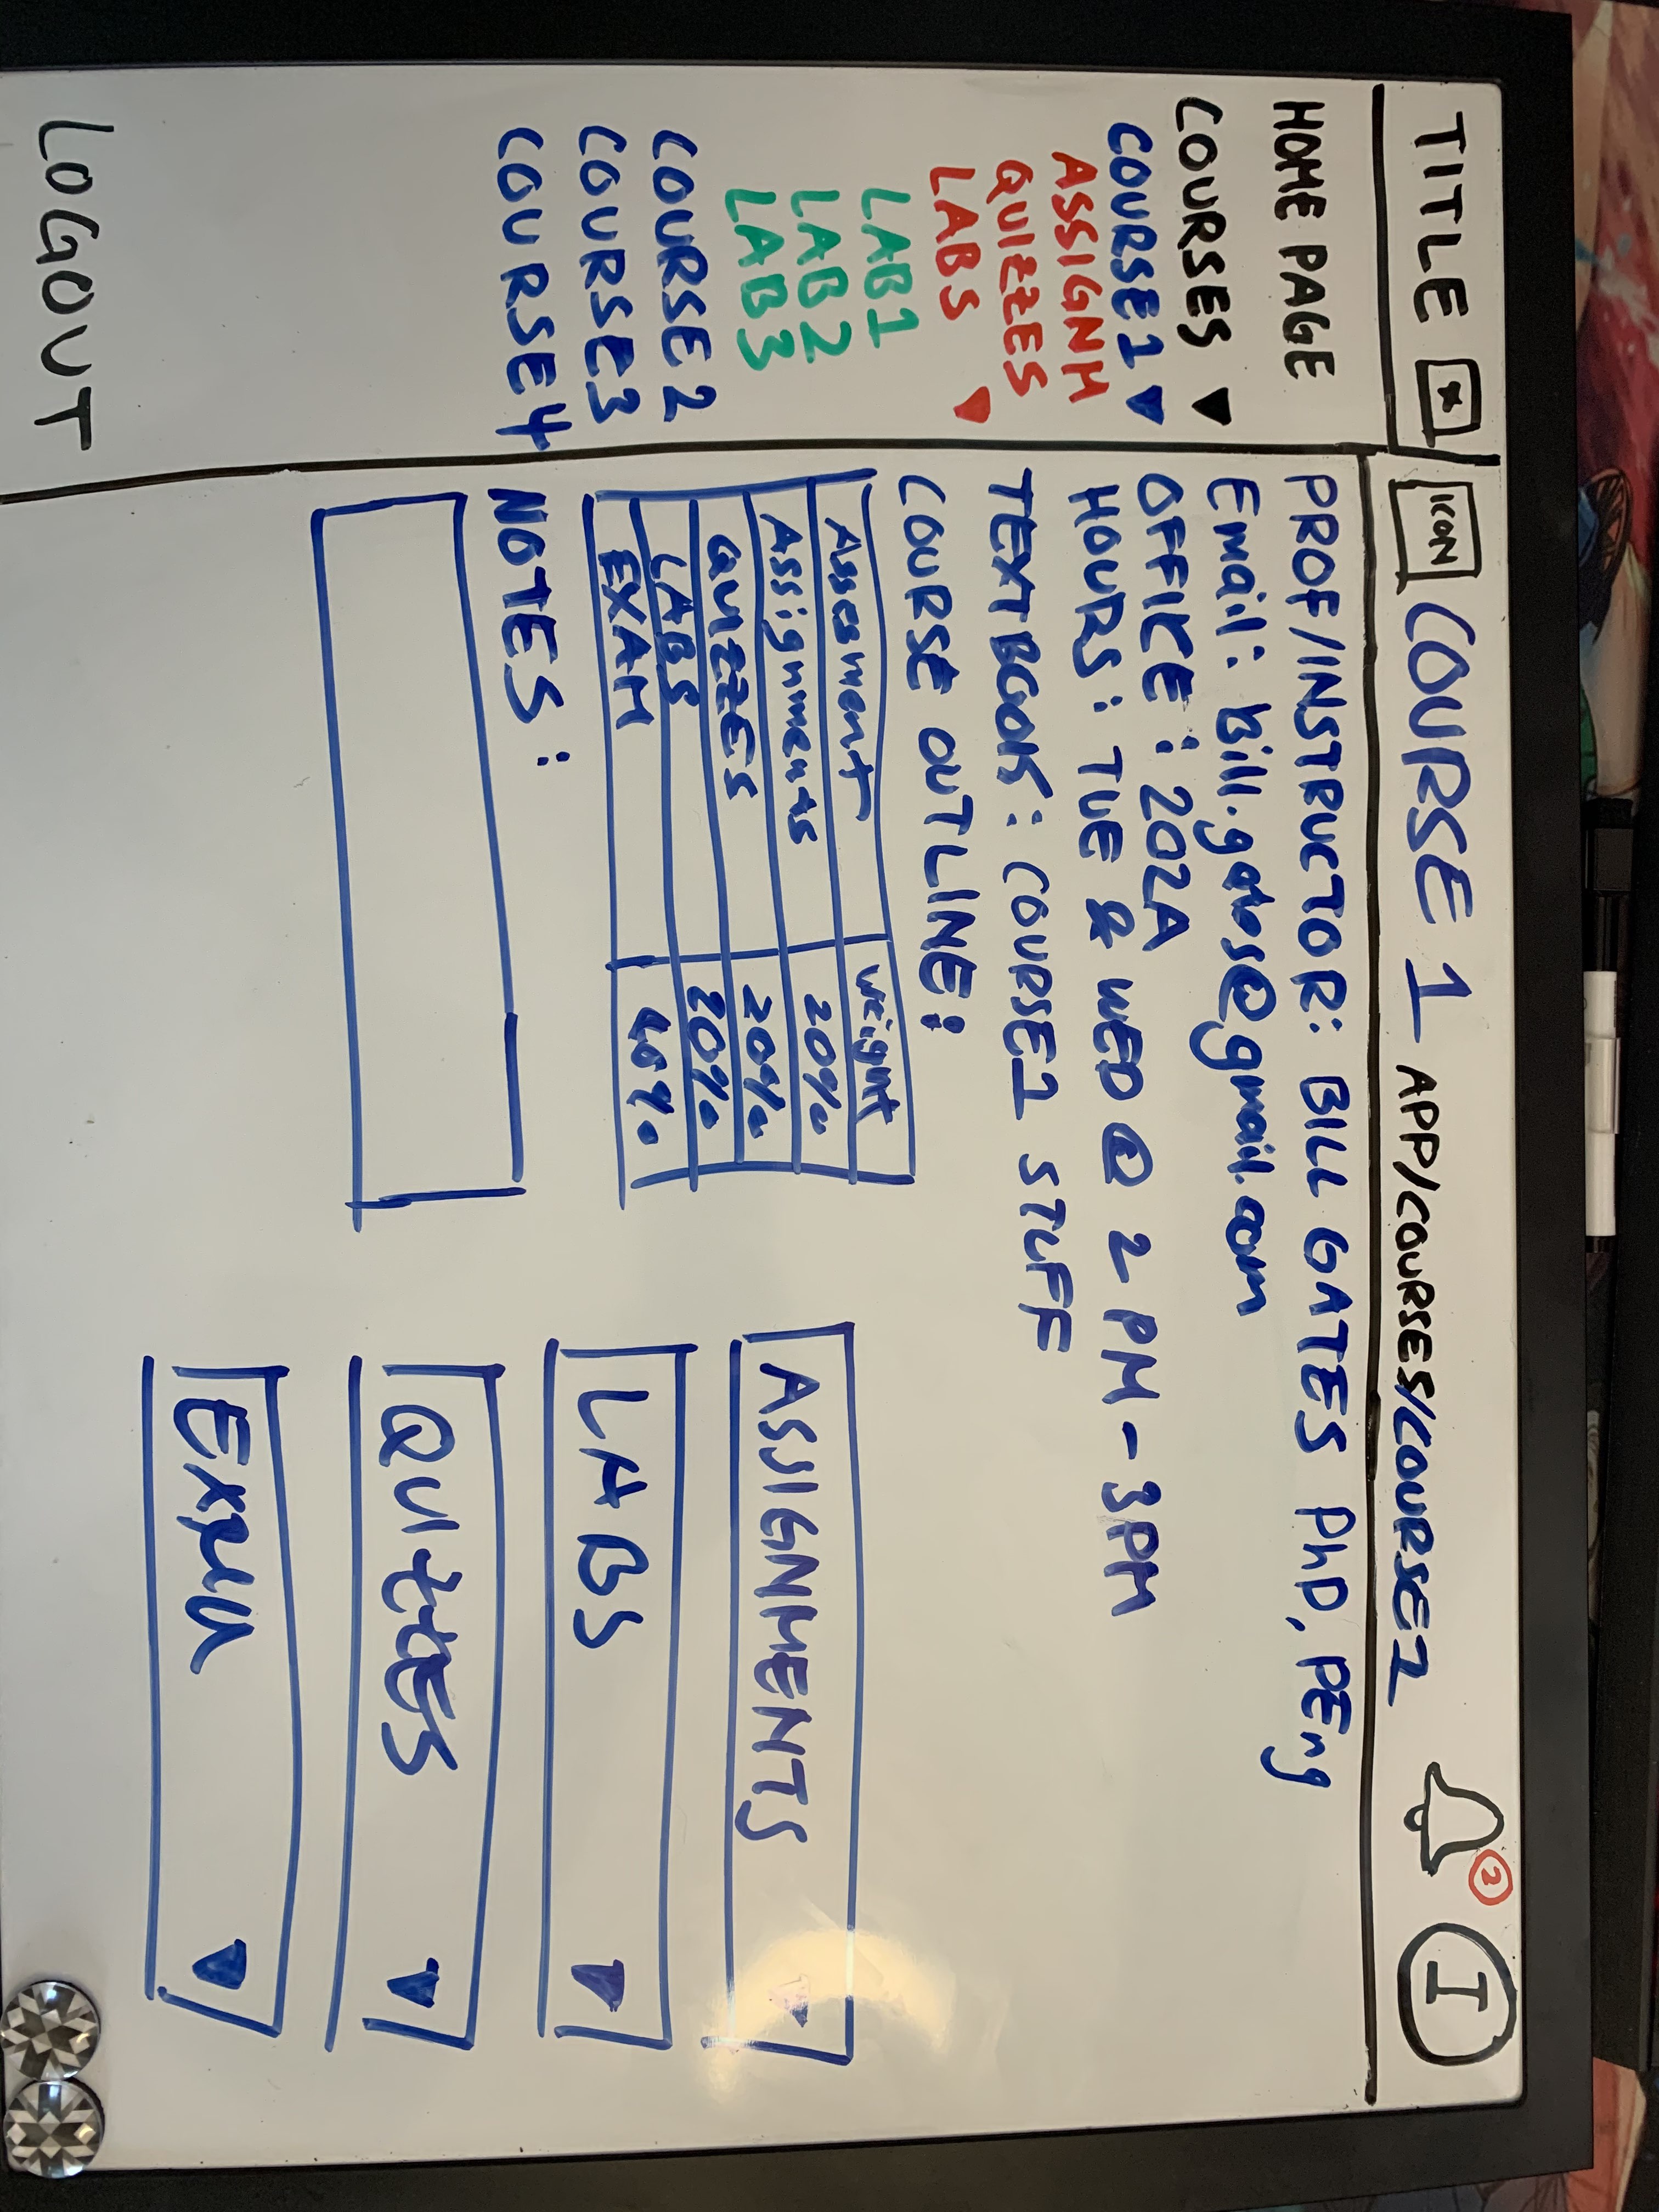 TITLE x
ICON COURSE 1 APP/COURSES/COURSE1
2
I
HOME PAGE
COURSES
COURSE1
ASSIGNM
QUIZZES
LABS
LAB1
LAB2
LAB3
COURSE2
COURSE3
COURSE4
LOGOUT
PROF/INSTRUCTOR: BILL GATES PhD, PEng
Email: Bill.gates@gmail.com
OFFICE: 202A
HOURS: TUE & WED @ 2 PM - 3PM
TEXTBOOK: COURSE1 STUFF
COURSE OUTLINE:
Assesment weight
Assignments 20%
QUIZZES 20%
LABS 20%
EXAM 40%
NOTES:
ASSIGNMENTS
LABS
QUIZZES
EXAM